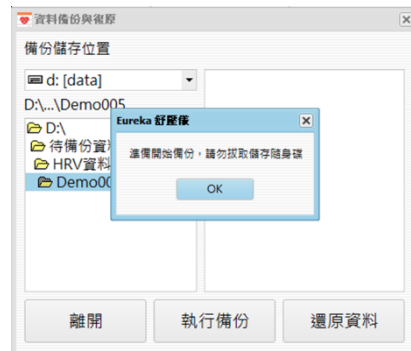 資料備份與復原
備份儲存位置
d: [data]
D:\...\Demo005
D:\
待備份資
HRV資料
Demo00
Eureka 舒壓儀
準備開始備份，請勿拔取儲存隨身碟
OK
離開
執行備份
還原資料